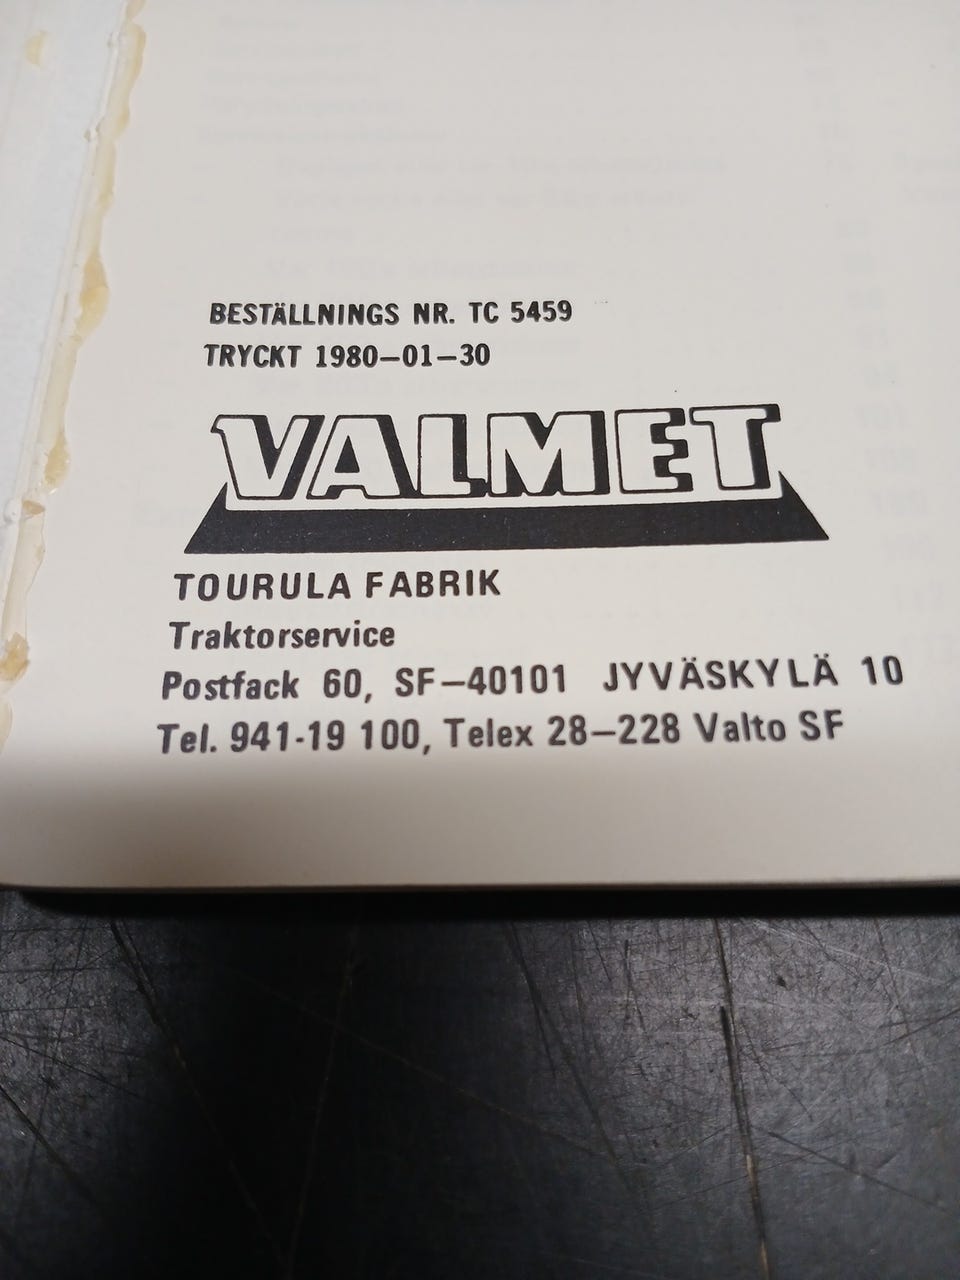 BESTÄLLNINGS NR. TC 5459
TRYCKT 1980–01–30
VALMET
TOURULA FABRIK
Traktorservice
Postfack 60, SF–40101 JYVÄSKYLÄ 10
Tel. 941-19 100, Telex 28–228 Valto SF